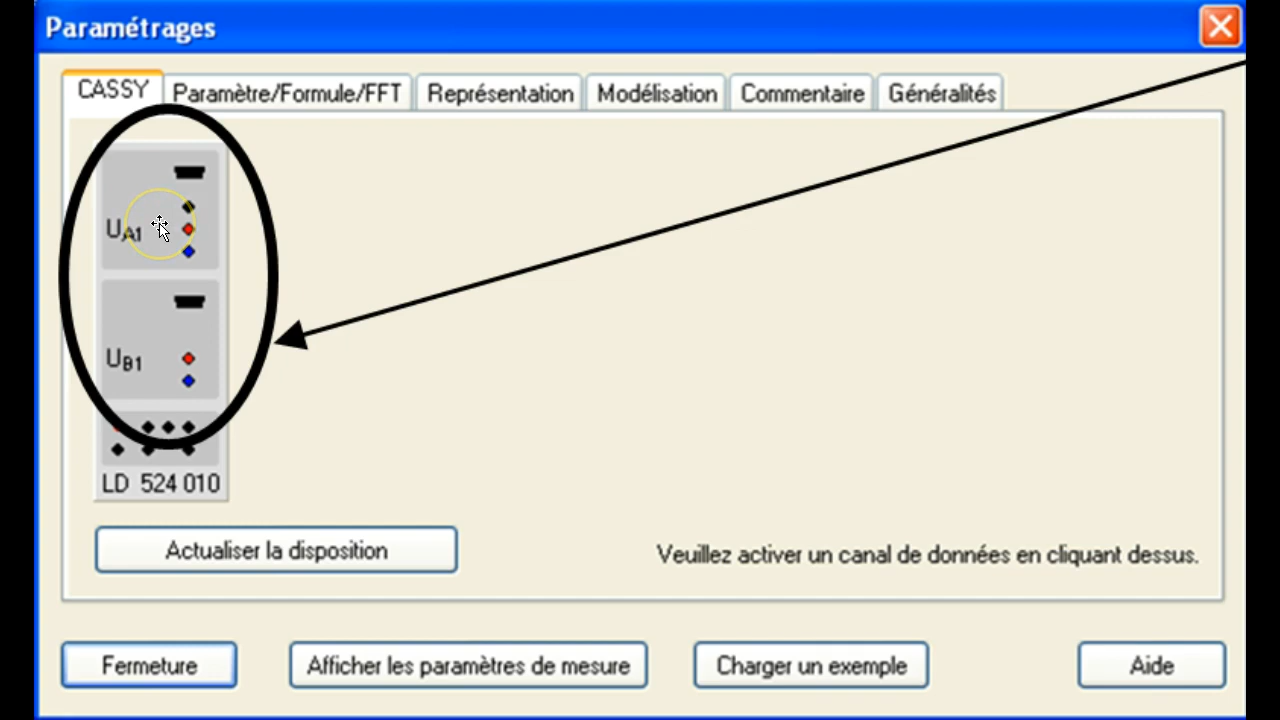 Paramétrages
CASSY Paramètre/Formule/FFT Représentation Modélisation Commentaire Généralités
UA1
UB1
LD 524 010
Actualiser la disposition
Veuillez activer un canal de données en cliquant dessus.
Fermeture Afficher les paramètres de mesure Charger un exemple Aide